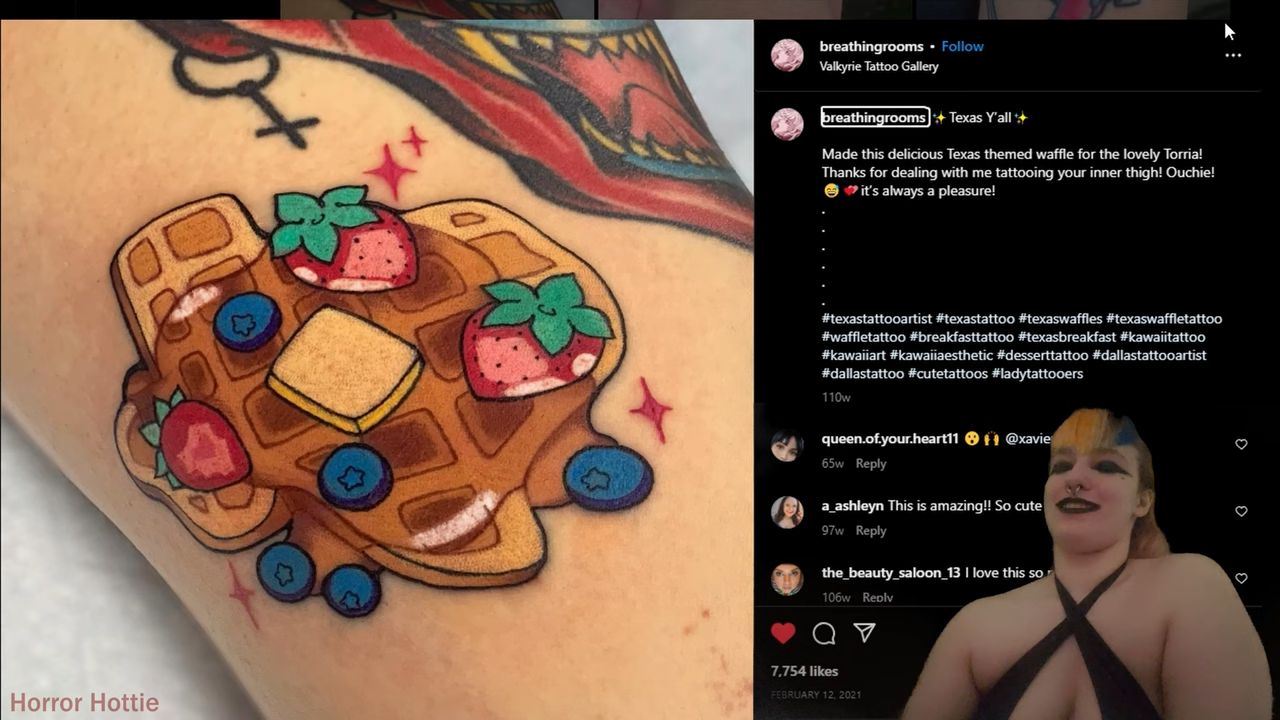 breathingrooms • Follow
Valkyrie Tattoo Gallery
breathingrooms ✨ Texas Y'all ✨
Made this delicious Texas themed waffle for the lovely Torria!
Thanks for dealing with me tattooing your inner thigh! Ouchie!
😅 💕 it's always a pleasure!
.
.
.
.
.
.
#texastattooartist #texastattoo #texaswaffles #texaswaffletattoo
#waffletattoo #breakfasttattoo #texasbreakfast #kawaiitattoo
#kawaiiart #kawaiiaesthetic #desserttattoo #dallastattooartist
#dallastattoo #cutetattoos #ladytattooers
110w
queen.of.your.heart11 😮 🙌 @xavie
65w Reply
a_ashleyn This is amazing!! So cute
97w Reply
the_beauty_saloon_13 I love this so
106w Reply
7,754 likes
FEBRUARY 12, 2021
Horror Hottie